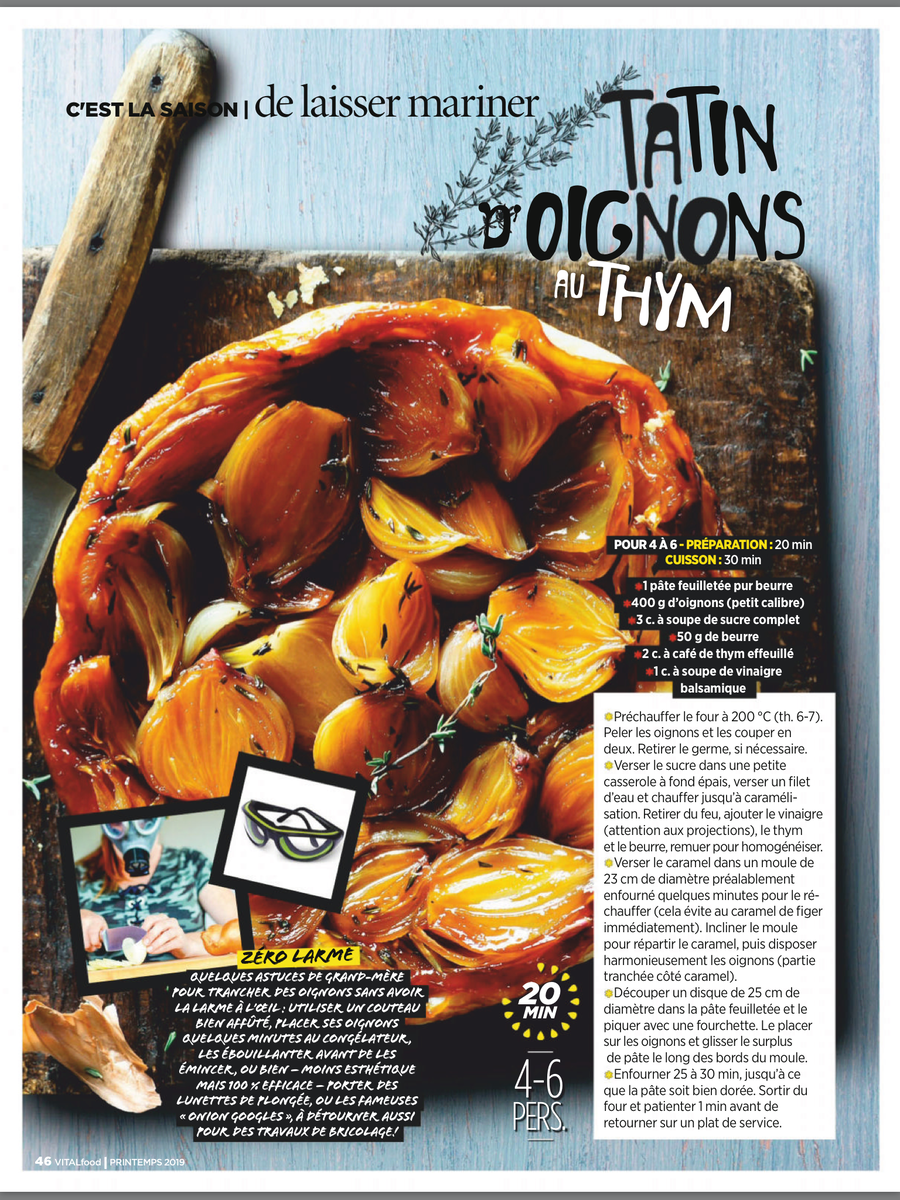 C'EST LA SAISON | de laisser mariner
TATIN
D'OIGNONS
AU THYM
POUR 4 À 6 - PRÉPARATION : 20 min
CUISSON : 30 min
*1 pâte feuilletée pur beurre
*400 g d'oignons (petit calibre)
*3 c. à soupe de sucre complet
*50 g de beurre
*2 c. à café de thym effeuillé
*1 c. à soupe de vinaigre
balsamique
Préchauffer le four à 200 °C (th. 6-7).
Peler les oignons et les couper en
deux. Retirer le germe, si nécessaire.
Verser le sucre dans une petite
casserole à fond épais, verser un filet
d'eau et chauffer jusqu'à caraméli-
sation. Retirer du feu, ajouter le vinaigre
(attention aux projections), le thym
et le beurre, remuer pour homogénéiser.
Verser le caramel dans un moule de
23 cm de diamètre préalablement
enfourné quelques minutes pour le ré-
chauffer (cela évite au caramel de figer
immédiatement). Incliner le moule
pour répartir le caramel, puis disposer
harmonieusement les oignons (partie
tranchée côté caramel).
Découper un disque de 25 cm de
diamètre dans la pâte feuilletée et le
piquer avec une fourchette. Le placer
sur les oignons et glisser le surplus
de pâte le long des bords du moule.
Enfourner 25 à 30 min, jusqu'à ce
que la pâte soit bien dorée. Sortir du
four et patienter 1 min avant de
retourner sur un plat de service.
ZÉRO LARME
QUELQUES ASTUCES DE GRAND-MÈRE
POUR TRANCHER DES OIGNONS SANS AVOIR
LA LARME À L'ŒIL : UTILISER UN COUTEAU
BIEN AFFÛTÉ, PLACER SES OIGNONS
QUELQUES MINUTES AU CONGÉLATEUR,
LES ÉBOUILLANTER AVANT DE LES
ÉMINCER, OU BIEN – MOINS ESTHÉTIQUE
MAIS 100 % EFFICACE – PORTER DES
LUNETTES DE PLONGÉE, OU LES FAMEUSES
« ONION GOOGLES », À DÉTOURNER AUSSI
POUR DES TRAVAUX DE BRICOLAGE !
20
MIN
4-6
PERS.
46 VITALfood | PRINTEMPS 2019